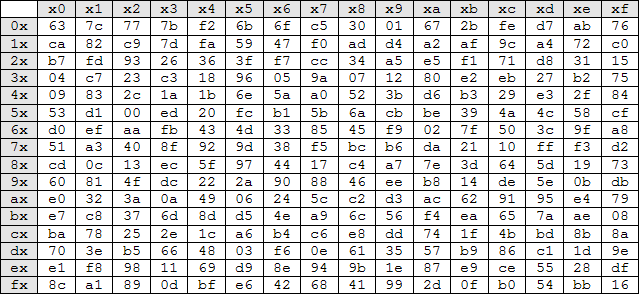 x0 x1 x2 x3 x4 x5 x6 x7 x8 x9 xa xb xc xd xe xf
0x 63 7c 77 7b f2 6b 6f c5 30 01 67 2b fe d7 ab 76
1x ca 82 c9 7d fa 59 47 f0 ad d4 a2 af 9c a4 72 c0
2x b7 fd 93 26 36 3f f7 cc 34 a5 e5 f1 71 d8 31 15
3x 04 c7 23 c3 18 96 05 9a 07 12 80 e2 eb 27 b2 75
4x 09 83 2c 1a 1b 6e 5a a0 52 3b d6 b3 29 e3 2f 84
5x 53 d1 00 ed 20 fc b1 5b 6a cb be 39 4a 4c 58 cf
6x d0 ef aa fb 43 4d 33 85 45 f9 02 7f 50 3c 9f a8
7x 51 a3 40 8f 92 9d 38 f5 bc b6 da 21 10 ff f3 d2
8x cd 0c 13 ec 5f 97 44 17 c4 a7 7e 3d 64 5d 19 73
9x 60 81 4f dc 22 2a 90 88 46 ee b8 14 de 5e 0b db
ax e0 32 3a 0a 49 06 24 5c c2 d3 ac 62 91 95 e4 79
bx e7 c8 37 6d 8d d5 4e a9 6c 56 f4 ea 65 7a ae 08
cx ba 78 25 2e 1c a6 b4 c6 e8 dd 74 1f 4b bd 8b 8a
dx 70 3e b5 66 48 03 f6 0e 61 35 57 b9 86 c1 1d 9e
ex e1 f8 98 11 69 d9 8e 94 9b 1e 87 e9 ce 55 28 df
fx 8c a1 89 0d bf e6 42 68 41 99 2d 0f b0 54 bb 16